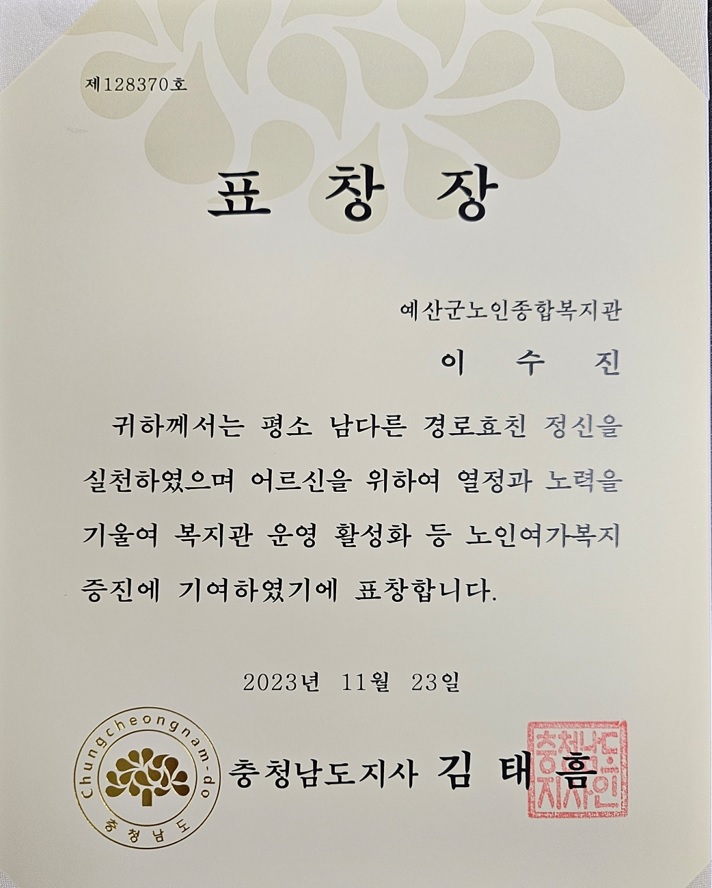 제128370호
표 창 장
예산군노인종합복지관
이 수 진
귀하께서는 평소 남다른 경로효친 정신을
실천하였으며 어르신을 위하여 열정과 노력을
기울여 복지관 운영 활성화 등 노인여가복지
증진에 기여하였기에 표창합니다.
2023년 11월 23일
chungcheongnam-do
충청남도
충청남도지사 김 태 흠
충청남도
지사인